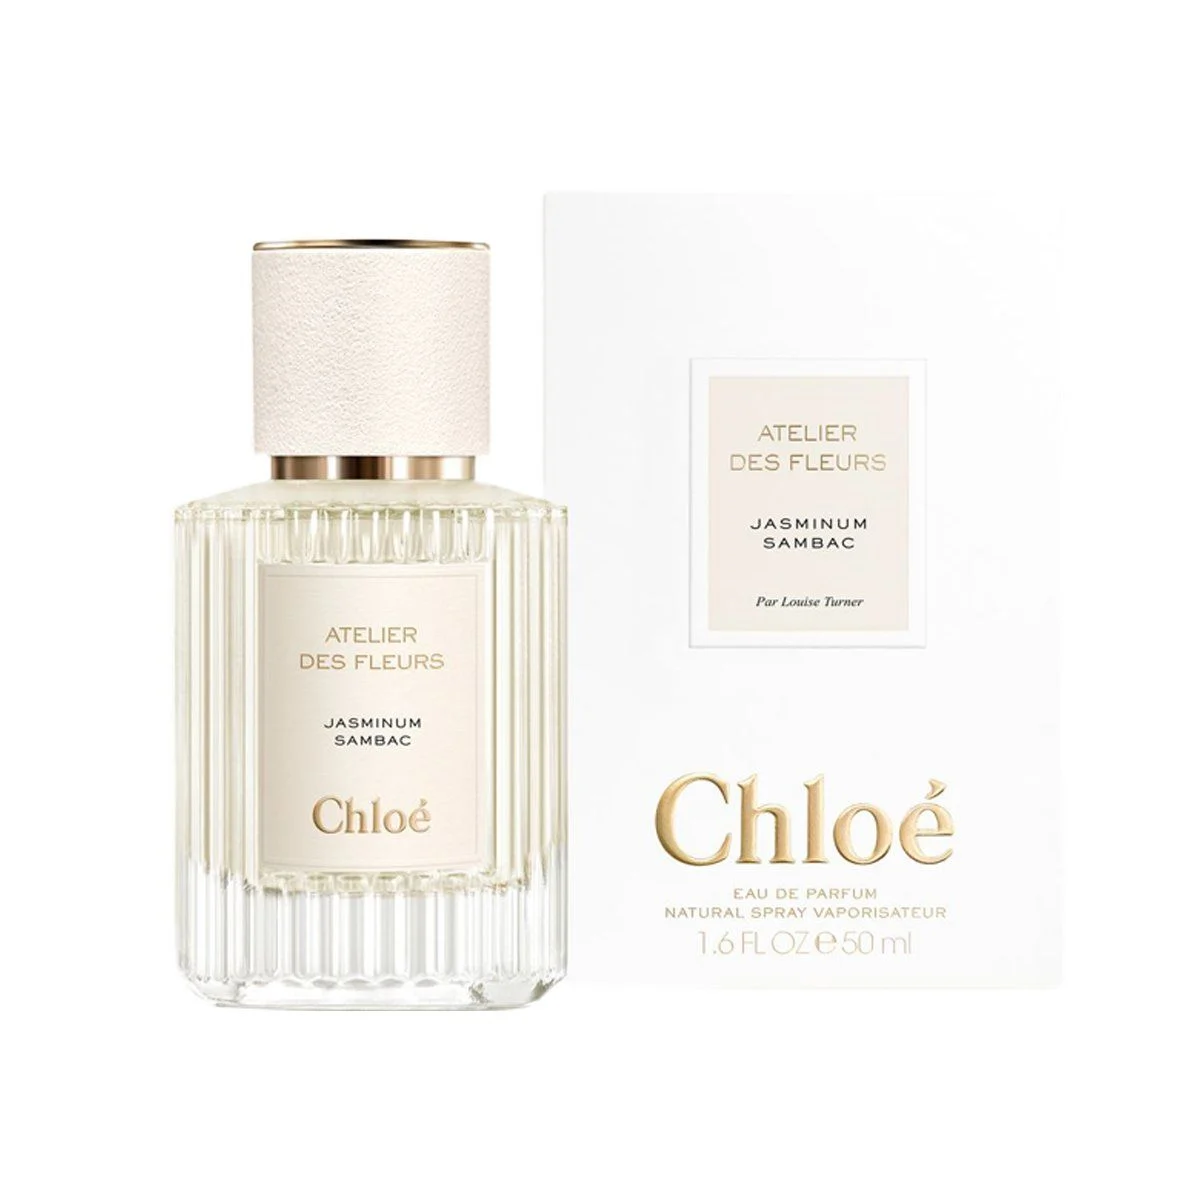 ATELIER
DES FLEURS
JASMINUM
SAMBAC
Chloé
ATELIER
DES FLEURS
JASMINUM
SAMBAC
Par Louise Turner
Chloé
EAU DE PARFUM
NATURAL SPRAY VAPORISATEUR
1.6 FL OZ ℮ 50 ml